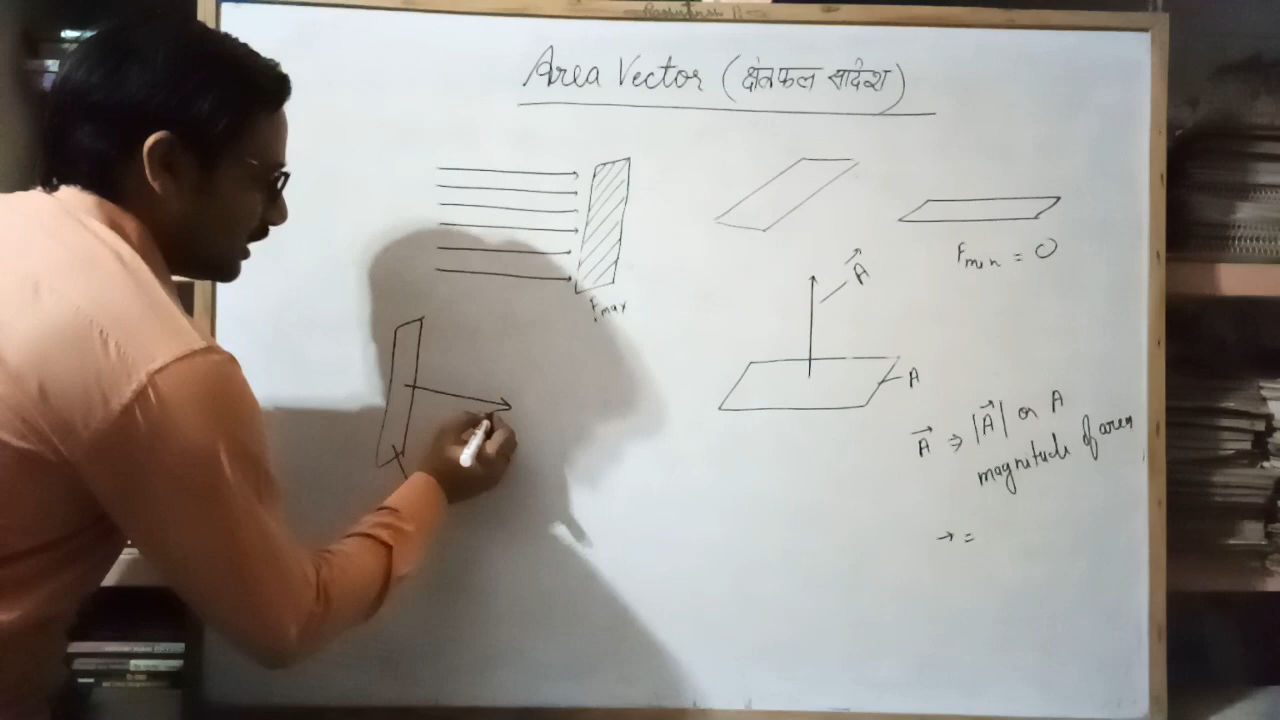 Area Vector (क्षेत्रफल सदिश)
Fmax
Fmin = 0
A⃗
A
A⃗ ⇒ |A⃗| or A
magnitude of area
→ =